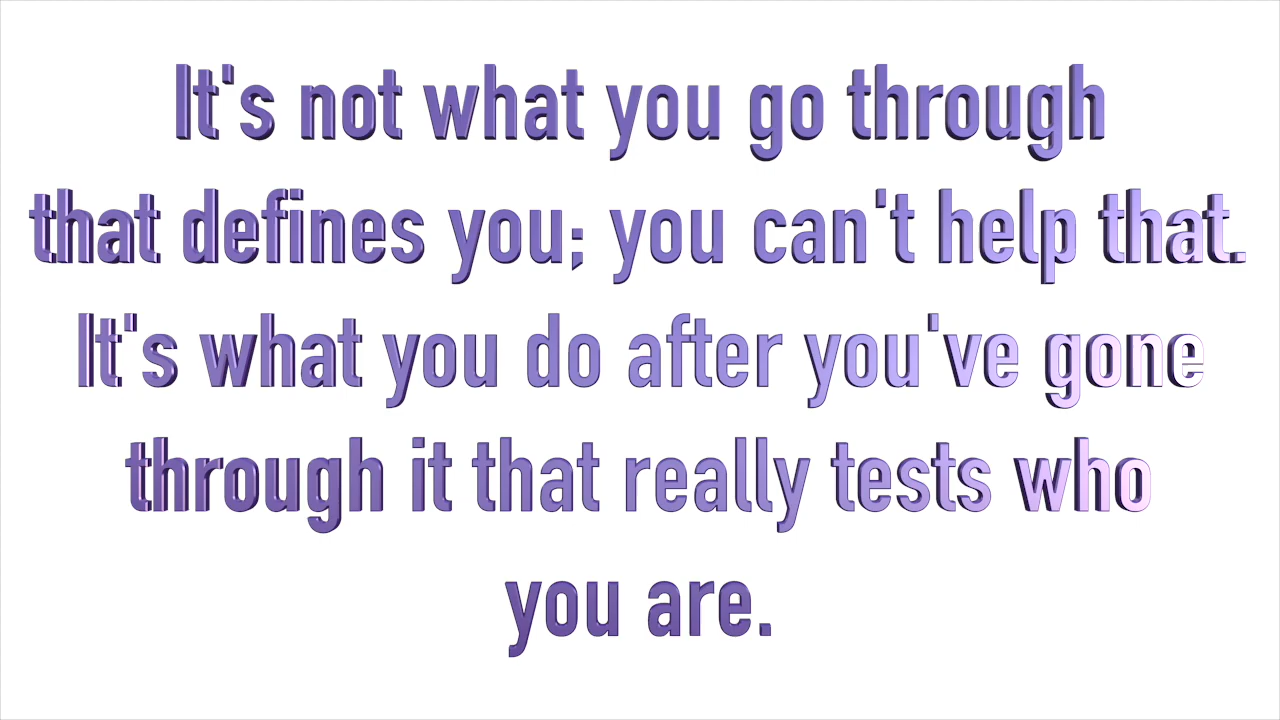 It's not what you go through
that defines you; you can't help that.
It's what you do after you've gone
through it that really tests who
you are.